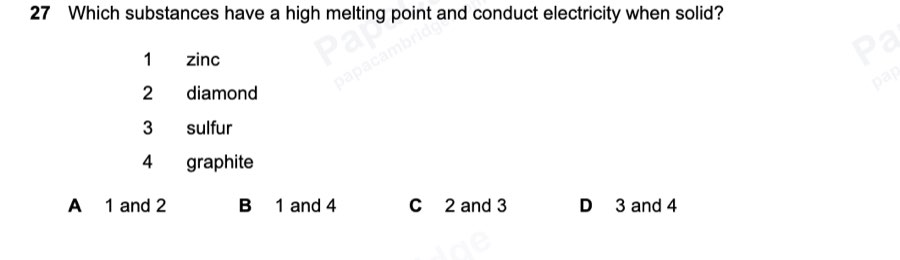 27 Which substances have a high melting point and conduct electricity when solid?
1 zinc
2 diamond
3 sulfur
4 graphite
A 1 and 2 B 1 and 4 C 2 and 3 D 3 and 4
papacambridge